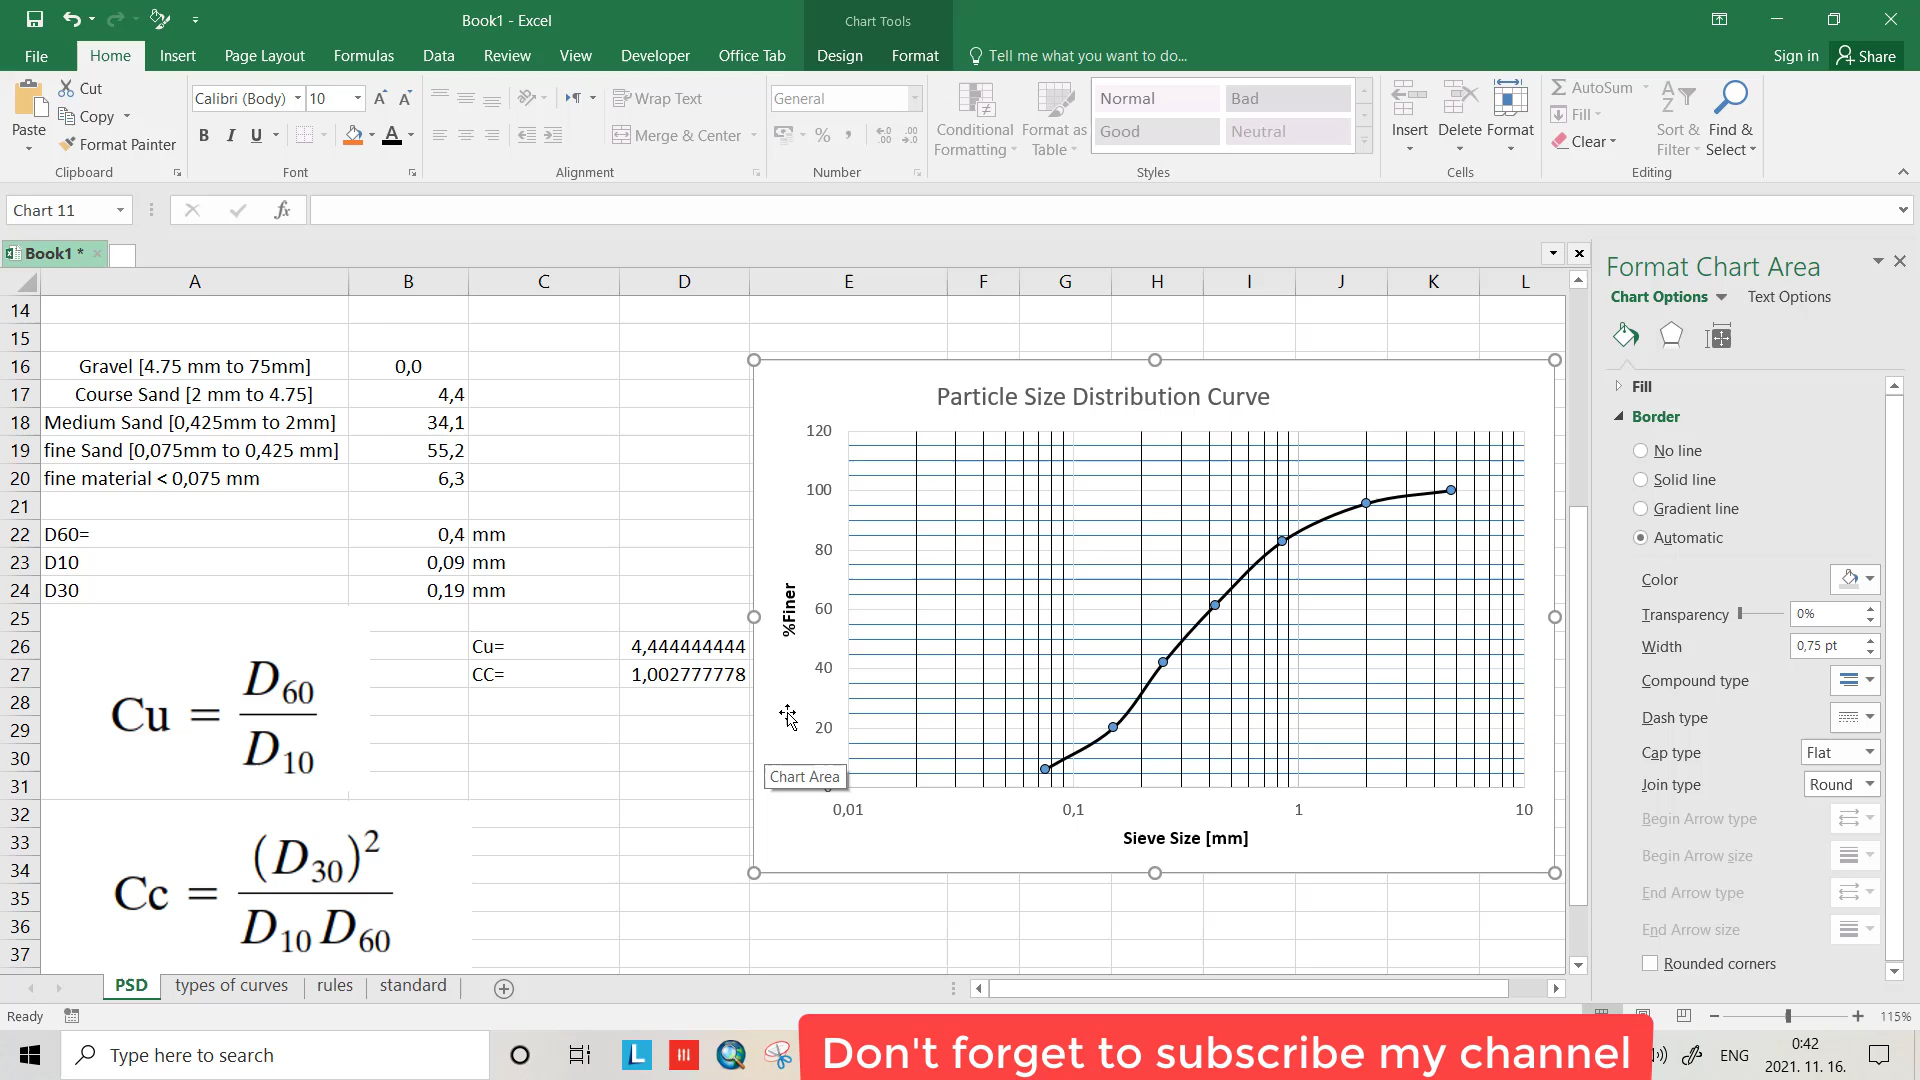 Book1 - Excel
Chart Tools
File Home Insert Page Layout Formulas Data Review View Developer Office Tab Design Format Tell me what you want to do... Sign in Share
Paste
Cut
Copy
Format Painter
Clipboard
Calibri (Body) 10
B I U
Font
Wrap Text
Merge & Center
Alignment
General
%
Number
Conditional Formatting
Format as Table
Normal Bad
Good Neutral
Styles
Insert Delete Format
Cells
AutoSum
Fill
Clear
Sort & Filter
Find & Select
Editing
Chart 11
fx
Book1 *
A B C D E F G H I J K L
14
15
16 Gravel [4.75 mm to 75mm] 0,0
17 Course Sand [2 mm to 4.75] 4,4
18 Medium Sand [0,425mm to 2mm] 34,1
19 fine Sand [0,075mm to 0,425 mm] 55,2
20 fine material < 0,075 mm 6,3
21
22 D60= 0,4 mm
23 D10 0,09 mm
24 D30 0,19 mm
25
26 Cu= 4,444444444
27 CC= 1,002777778
28
29
30
31
32
33
34
35
36
37
Cu = D60 / D10
Cc = (D30)2 / D10 D60
Particle Size Distribution Curve
120
100
80
60
40
20
%Finer
Chart Area
0,01 0,1 1 10
Sieve Size [mm]
Format Chart Area
Chart Options Text Options
Fill
Border
No line
Solid line
Gradient line
Automatic
Color
Transparency 0%
Width 0,75 pt
Compound type
Dash type
Cap type Flat
Join type Round
Begin Arrow type
Begin Arrow size
End Arrow type
End Arrow size
Rounded corners
PSD types of curves rules standard
Ready
115%
Type here to search
L
Don't forget to subscribe my channel
ENG
0:42
2021. 11. 16.